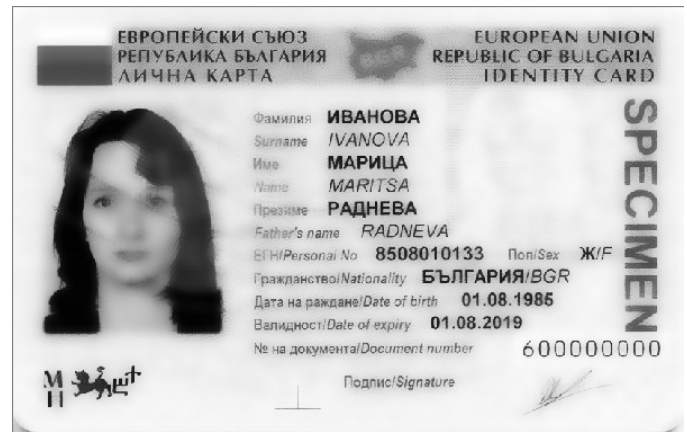 ЕВРОПЕЙСКИ СЪЮЗ
РЕПУБЛИКА БЪЛГАРИЯ
ЛИЧНА КАРТА
EUROPEAN UNION
REPUBLIC OF BULGARIA
IDENTITY CARD
BGR
Фамилия ИВАНОВА
Surname IVANOVA
Име МАРИЦА
Name MARITSA
Презиме РАДНЕВА
Father's name RADNEVA
ЕГН/Personal No 8508010133 Пол/Sex Ж/F
Гражданство/Nationality БЪЛГАРИЯ/BGR
Дата на раждане/Date of birth 01.08.1985
Валидност/Date of expiry 01.08.2019
№ на документа/Document number 600000000
Подпис/Signature
SPECIMEN